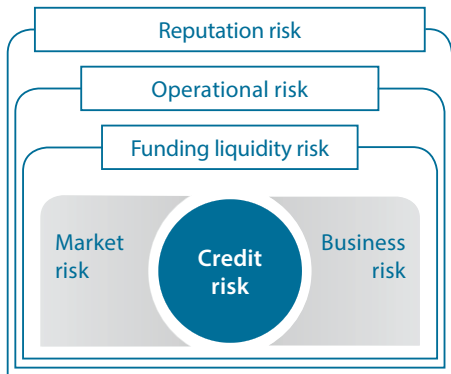 Reputation risk
Operational risk
Funding liquidity risk
Market
risk
Credit
risk
Business
risk